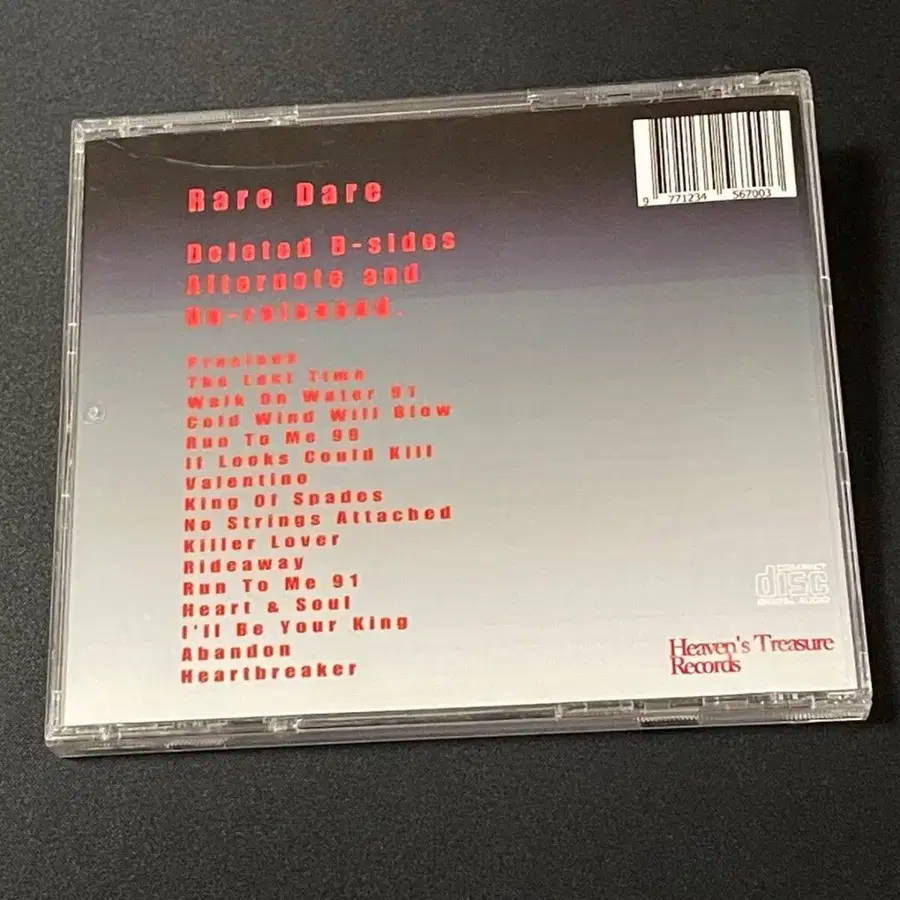 Rare Dare
9 771234 567003
Deleted B-sides
Alternate and
Un-released.
Precious
The Last Time
Walk On Water 91
Cold Wind Will Blow
Run To Me 90
If Looks Could Kill
Valentino
King Of Spades
No Strings Attached
Killer Lover
Rideaway
Run To Me 91
Heart & Soul
I'll Be Your King
Abandon
Heartbreaker
COMPACT
disc
DIGITAL AUDIO
Heaven's Treasure
Records